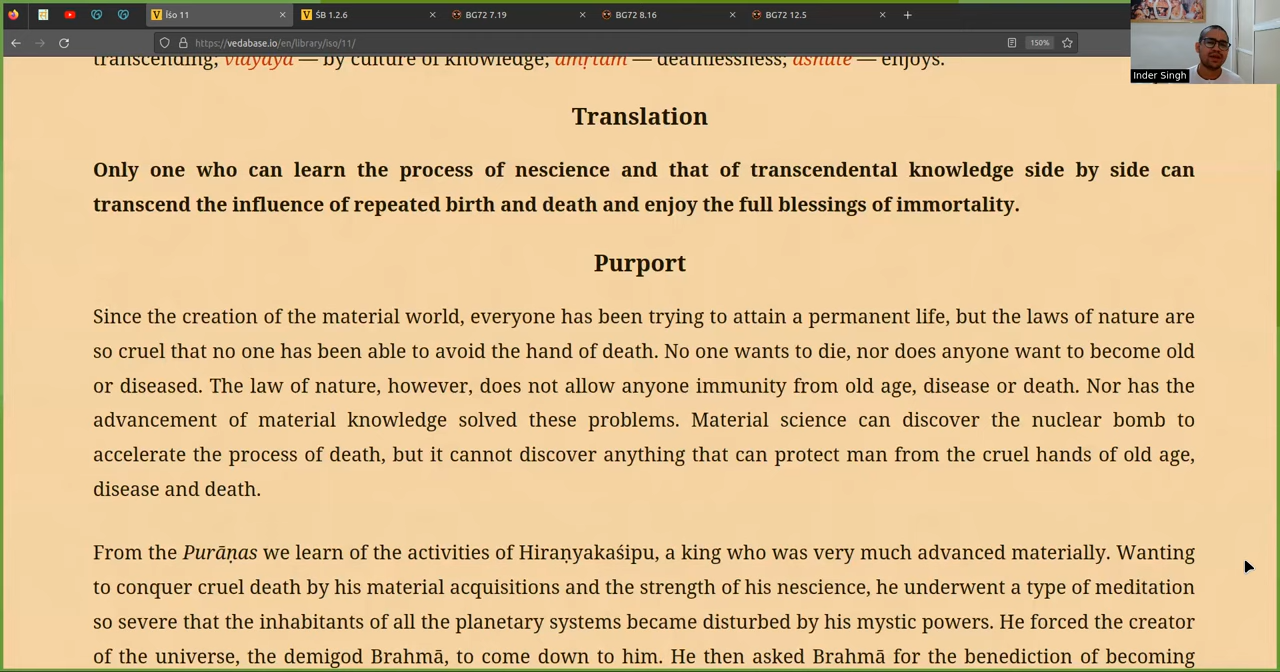 Īśo 11
ŚB 1.2.6
BG72 7.19
BG72 8.16
BG72 12.5
https://vedabase.io/en/library/iso/11/
150%
Inder Singh
transcending; vidyayā — by culture of knowledge; amṛtam — deathlessness; aśnute — enjoys.
Translation
Only one who can learn the process of nescience and that of transcendental knowledge side by side can
transcend the influence of repeated birth and death and enjoy the full blessings of immortality.
Purport
Since the creation of the material world, everyone has been trying to attain a permanent life, but the laws of nature are
so cruel that no one has been able to avoid the hand of death. No one wants to die, nor does anyone want to become old
or diseased. The law of nature, however, does not allow anyone immunity from old age, disease or death. Nor has the
advancement of material knowledge solved these problems. Material science can discover the nuclear bomb to
accelerate the process of death, but it cannot discover anything that can protect man from the cruel hands of old age,
disease and death.
From the Purāṇas we learn of the activities of Hiraṇyakaśipu, a king who was very much advanced materially. Wanting
to conquer cruel death by his material acquisitions and the strength of his nescience, he underwent a type of meditation
so severe that the inhabitants of all the planetary systems became disturbed by his mystic powers. He forced the creator
of the universe, the demigod Brahmā, to come down to him. He then asked Brahmā for the benediction of becoming